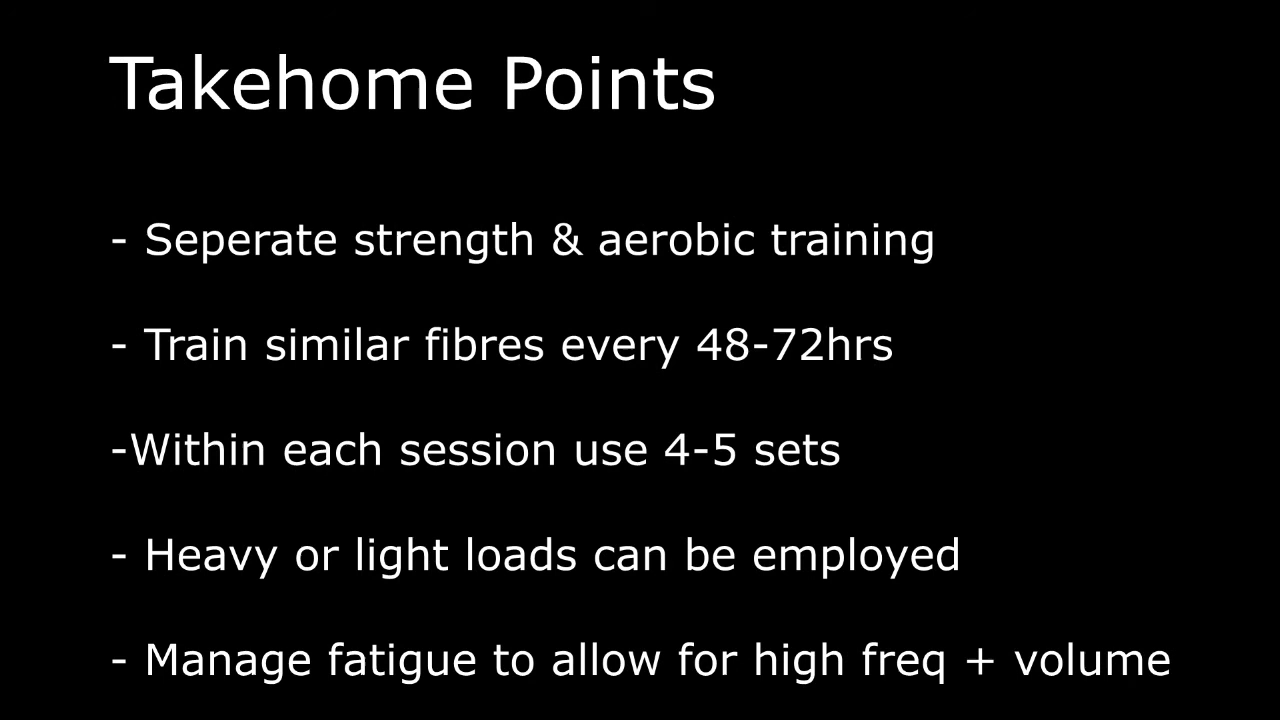 Takehome Points
- Seperate strength & aerobic training
- Train similar fibres every 48-72hrs
-Within each session use 4-5 sets
- Heavy or light loads can be employed
- Manage fatigue to allow for high freq + volume